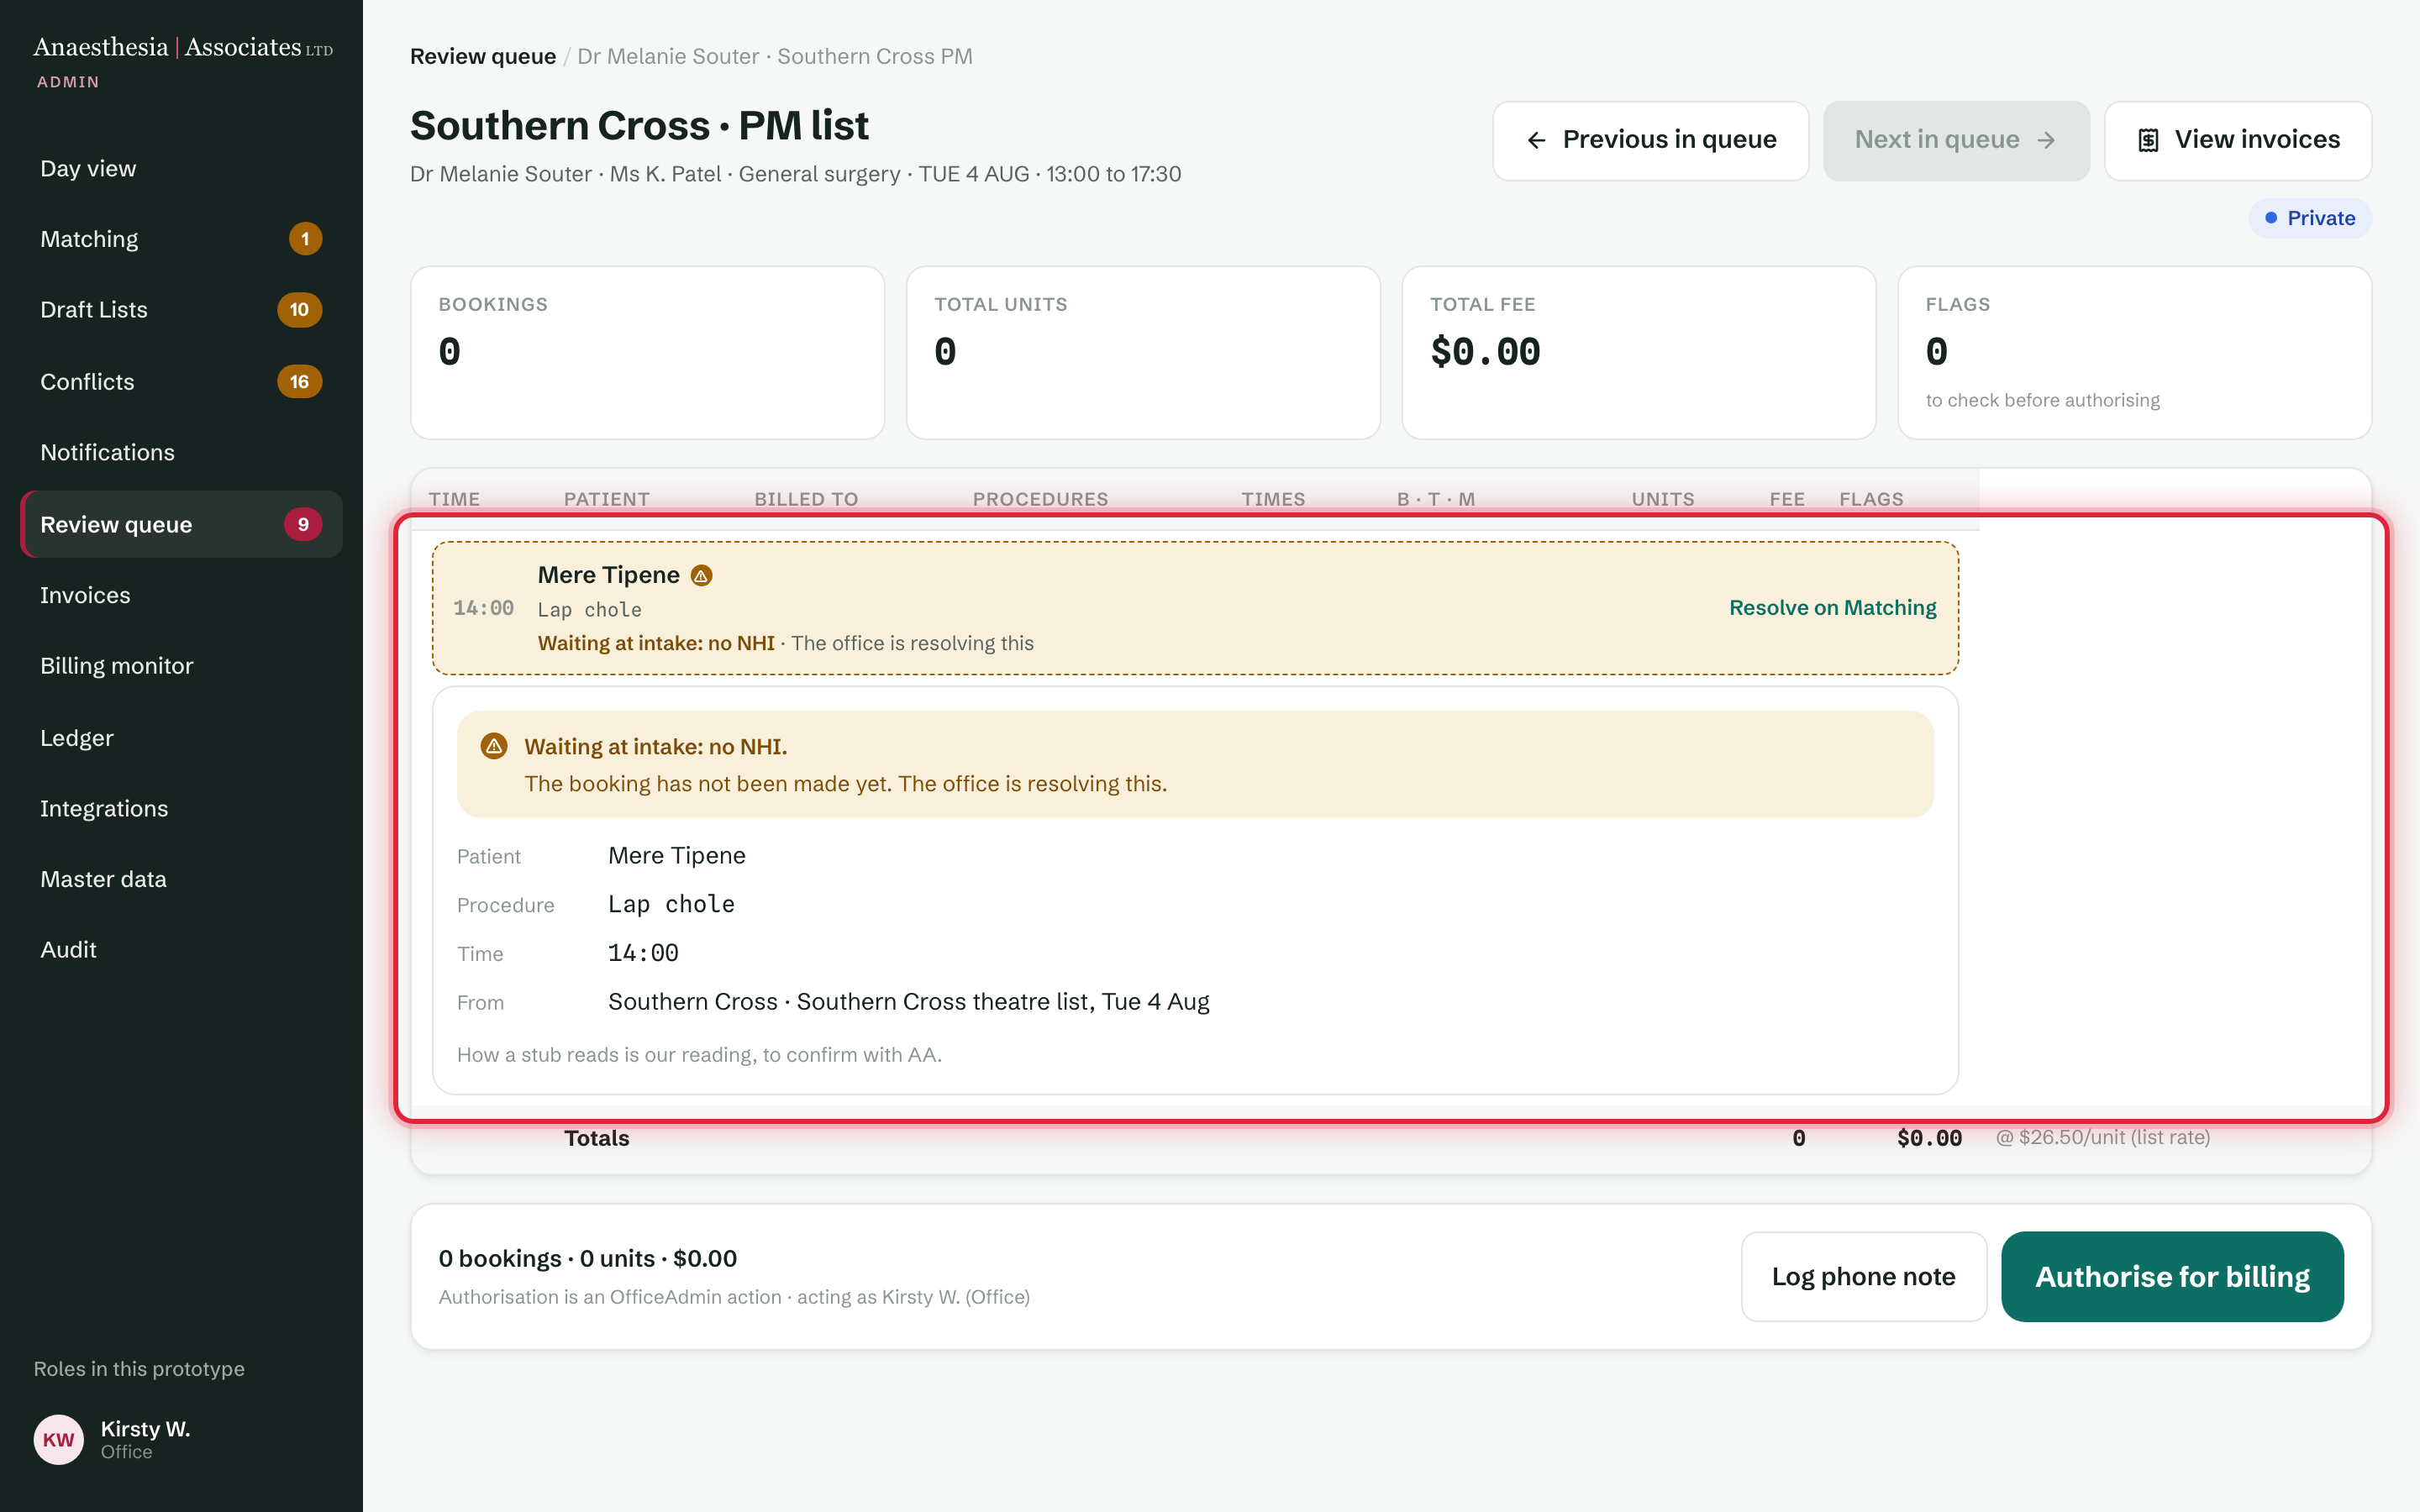 Anaesthesia | Associates LTD
ADMIN
Day view
Matching 1
Draft Lists 10
Conflicts 16
Notifications
Review queue 9
Invoices
Billing monitor
Ledger
Integrations
Master data
Audit
Roles in this prototype
KW Kirsty W.
Office
Review queue / Dr Melanie Souter · Southern Cross PM
Southern Cross · PM list
Dr Melanie Souter · Ms K. Patel · General surgery · TUE 4 AUG · 13:00 to 17:30
← Previous in queue
Next in queue →
View invoices
Private
BOOKINGS
0
TOTAL UNITS
0
TOTAL FEE
$0.00
FLAGS
0
to check before authorising
TIME PATIENT BILLED TO PROCEDURES TIMES B · T · M UNITS FEE FLAGS
14:00
Mere Tipene
Lap chole
Waiting at intake: no NHI · The office is resolving this
Resolve on Matching
Waiting at intake: no NHI.
The booking has not been made yet. The office is resolving this.
Patient Mere Tipene
Procedure Lap chole
Time 14:00
From Southern Cross · Southern Cross theatre list, Tue 4 Aug
How a stub reads is our reading, to confirm with AA.
Totals 0 $0.00 @ $26.50/unit (list rate)
0 bookings · 0 units · $0.00
Authorisation is an OfficeAdmin action · acting as Kirsty W. (Office)
Log phone note
Authorise for billing